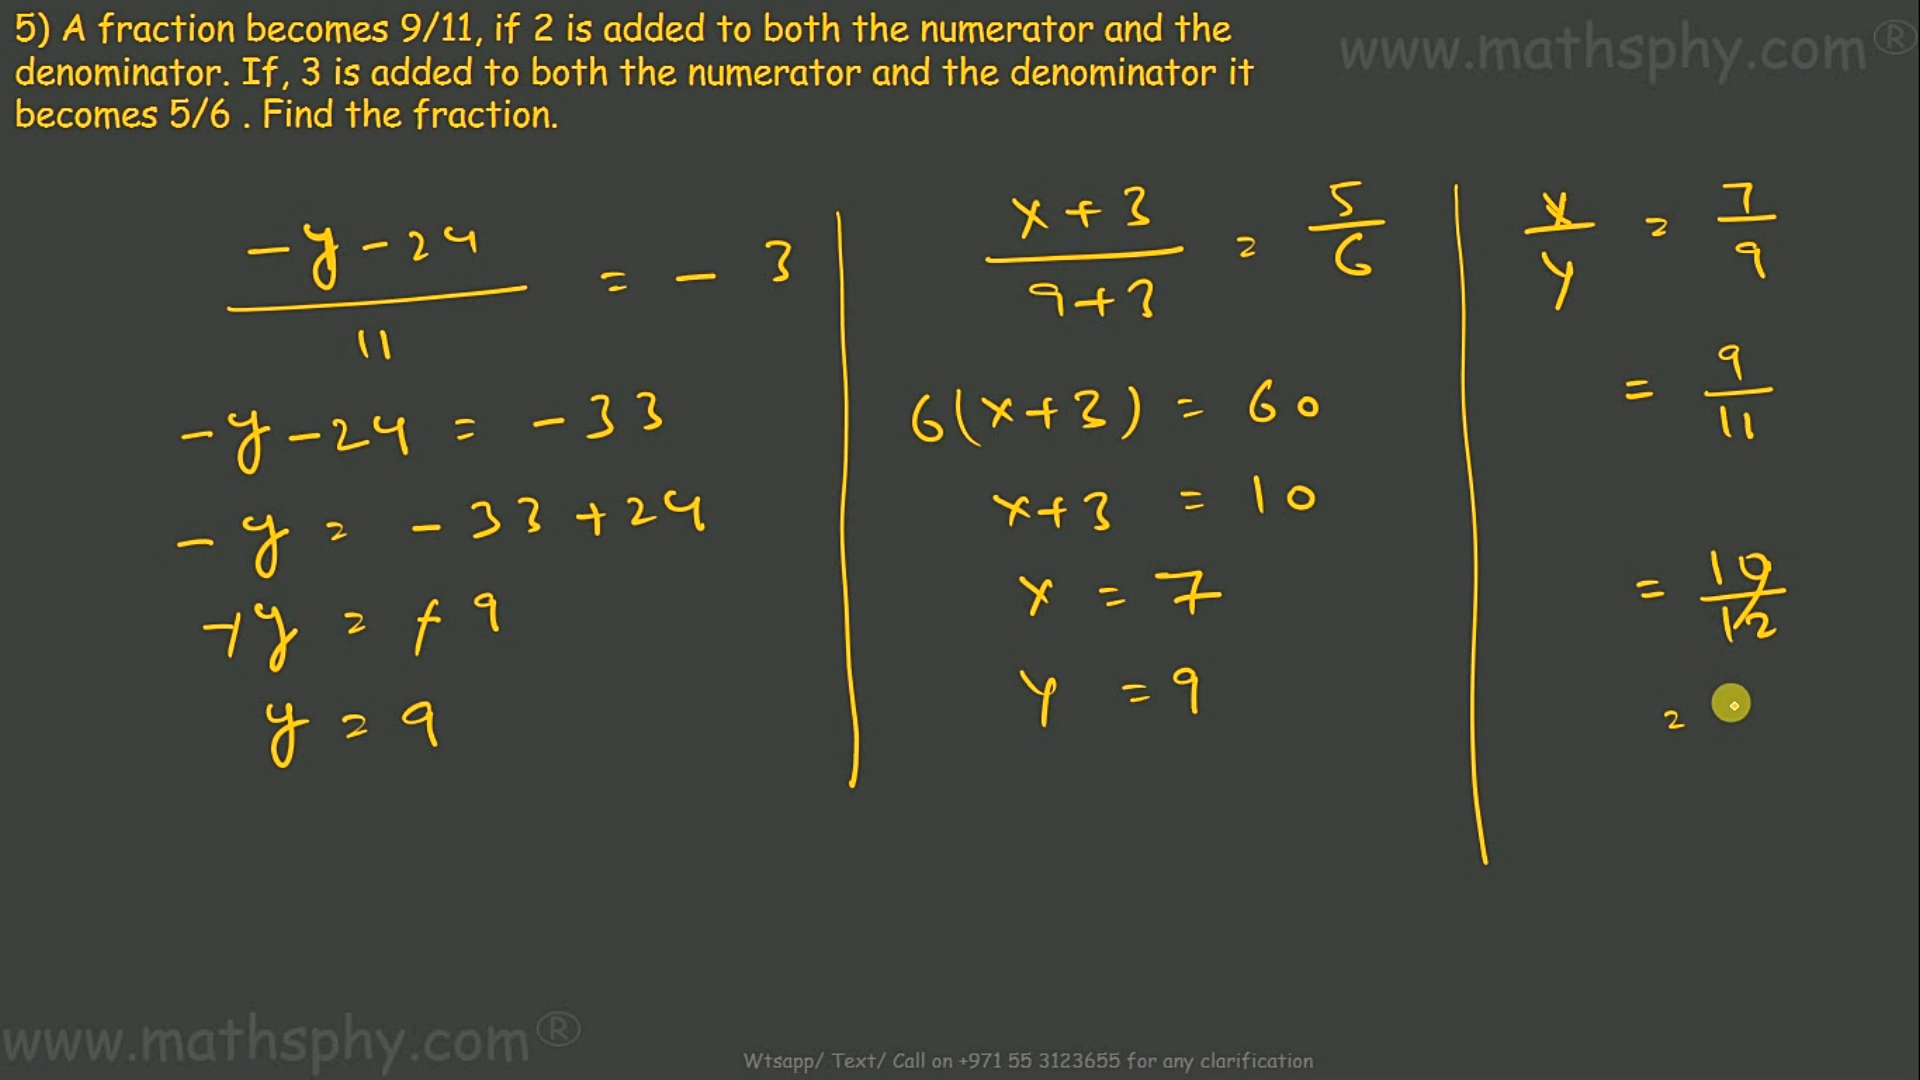 5) A fraction becomes 9/11, if 2 is added to both the numerator and the
denominator. If, 3 is added to both the numerator and the denominator it
becomes 5/6 . Find the fraction.
www.mathsphy.com®
-y-24
11
= - 3
-y-24 = -33
-y = -33+24
-y = -9
y = 9
x+3
9+3
= 5
6
6(x+3) = 60
x+3 = 10
x = 7
y = 9
x
y
= 7
9
= 9
11
= 10
12
=
www.mathsphy.com®
Wtsapp/ Text/ Call on +971 55 3123655 for any clarification